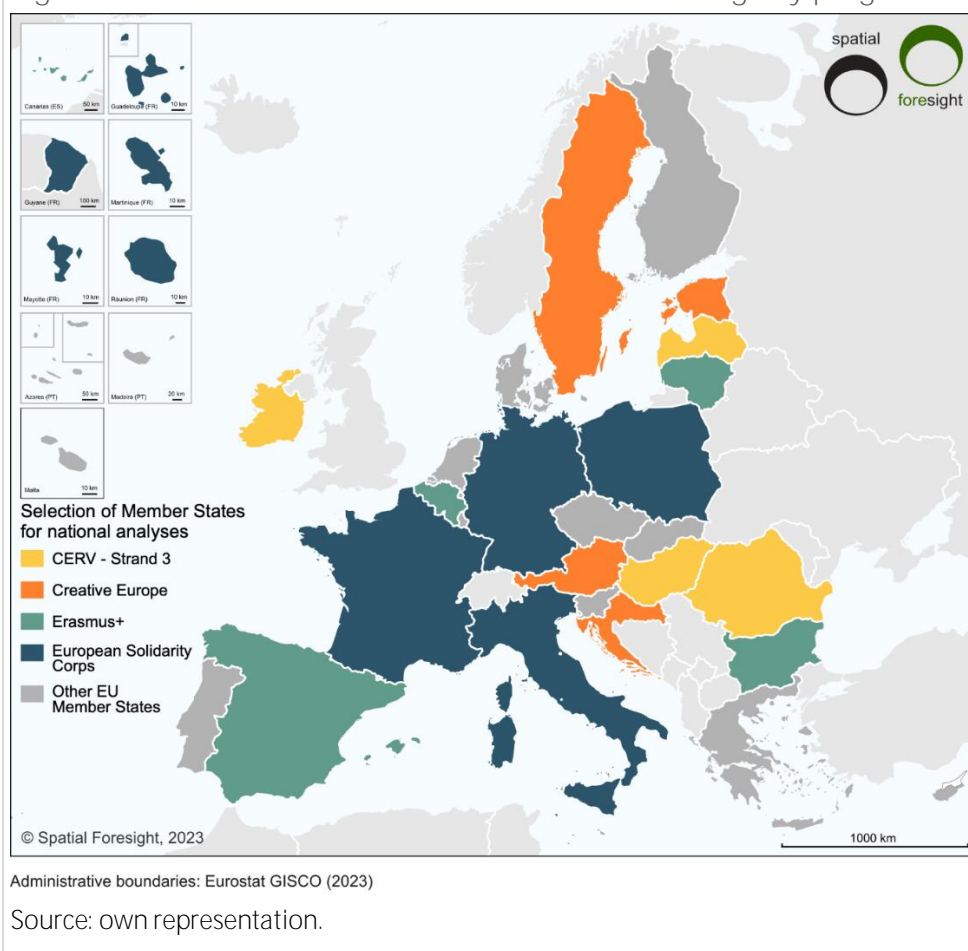 spatial
foresight
Canarias (ES)
50 km
Guadeloupe (FR)
10 km
Guyane (FR)
100 km
Martinique (FR)
10 km
Mayotte (FR)
10 km
Réunion (FR)
10 km
Azores (PT)
50 km
Madeira (PT)
20 km
Malta
10 km
Selection of Member States
for national analyses
CERV - Strand 3
Creative Europe
Erasmus+
European Solidarity
Corps
Other EU
Member States
© Spatial Foresight, 2023
1000 km
Administrative boundaries: Eurostat GISCO (2023)
Source: own representation.